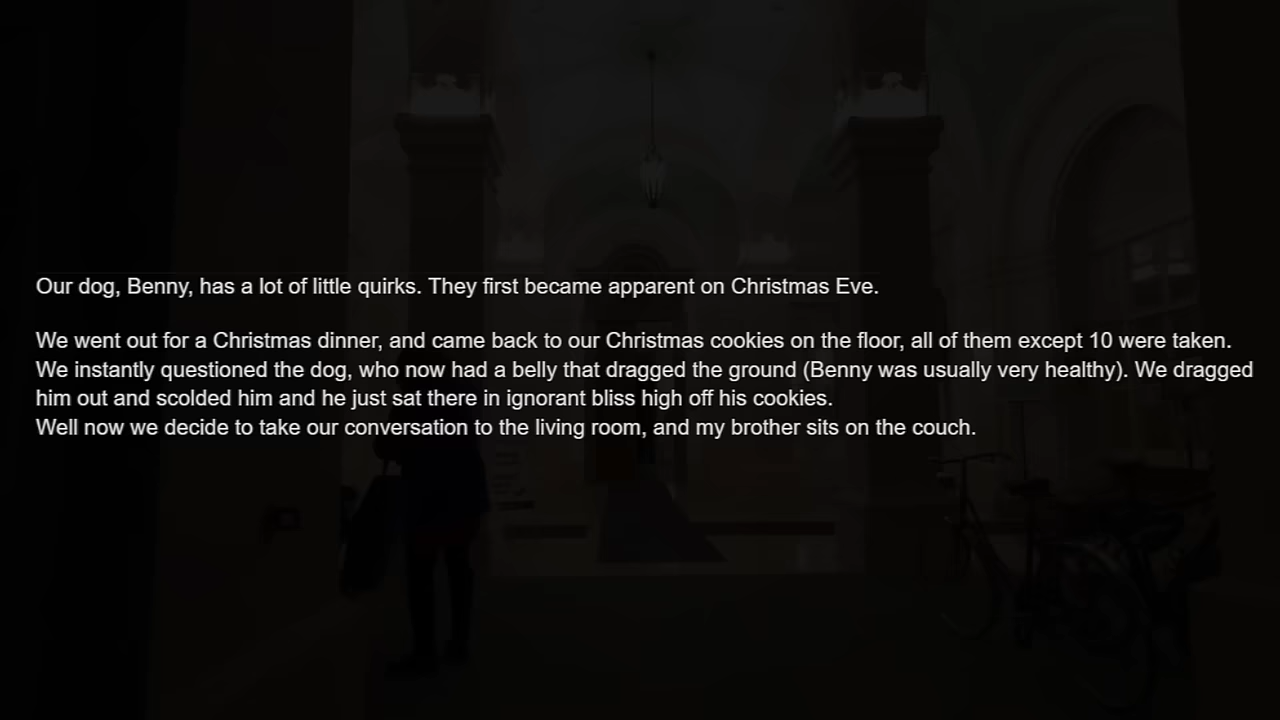 Our dog, Benny, has a lot of little quirks. They first became apparent on Christmas Eve.
We went out for a Christmas dinner, and came back to our Christmas cookies on the floor, all of them except 10 were taken.
We instantly questioned the dog, who now had a belly that dragged the ground (Benny was usually very healthy). We dragged
him out and scolded him and he just sat there in ignorant bliss high off his cookies.
Well now we decide to take our conversation to the living room, and my brother sits on the couch.